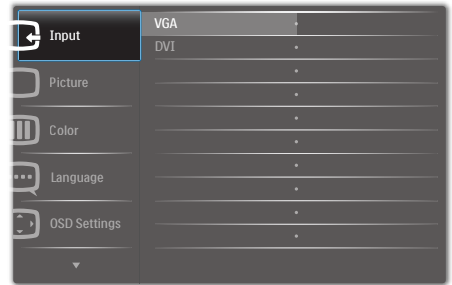 Input
VGA
DVI
Picture
Color
Language
OSD Settings